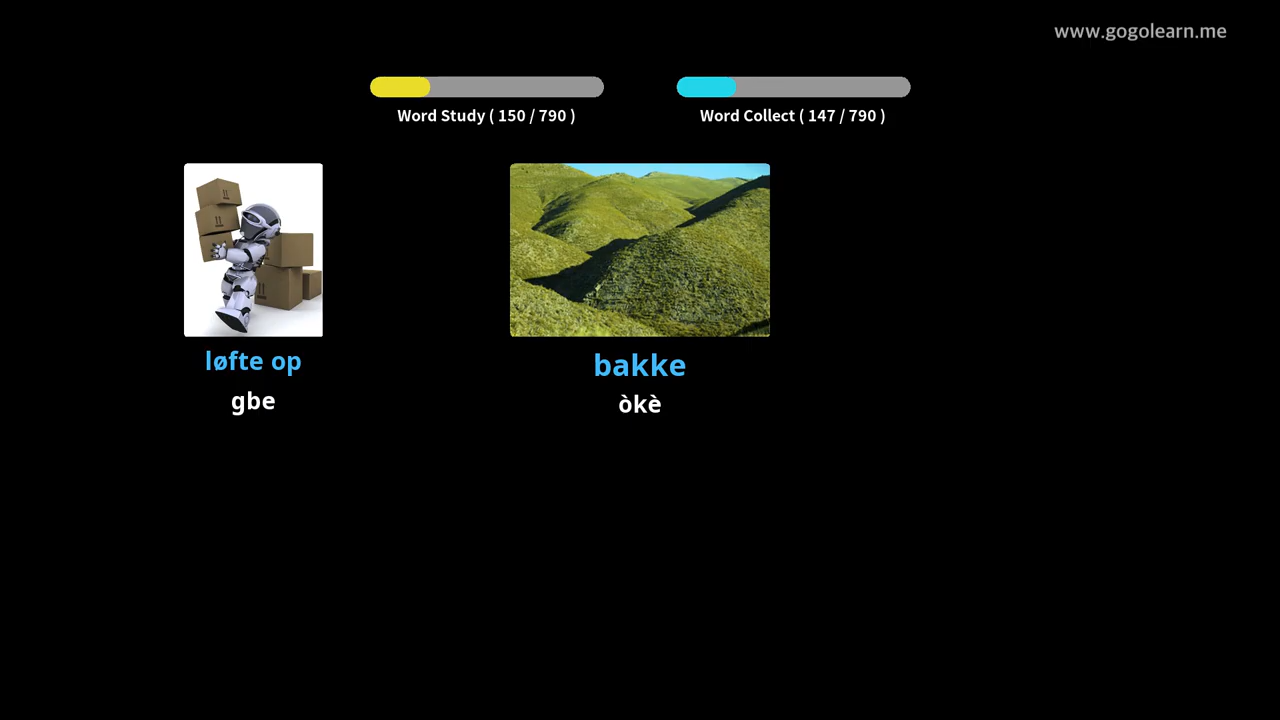 www.gogolearn.me
Word Study ( 150 / 790 )
Word Collect ( 147 / 790 )
løfte op
gbe
bakke
òkè